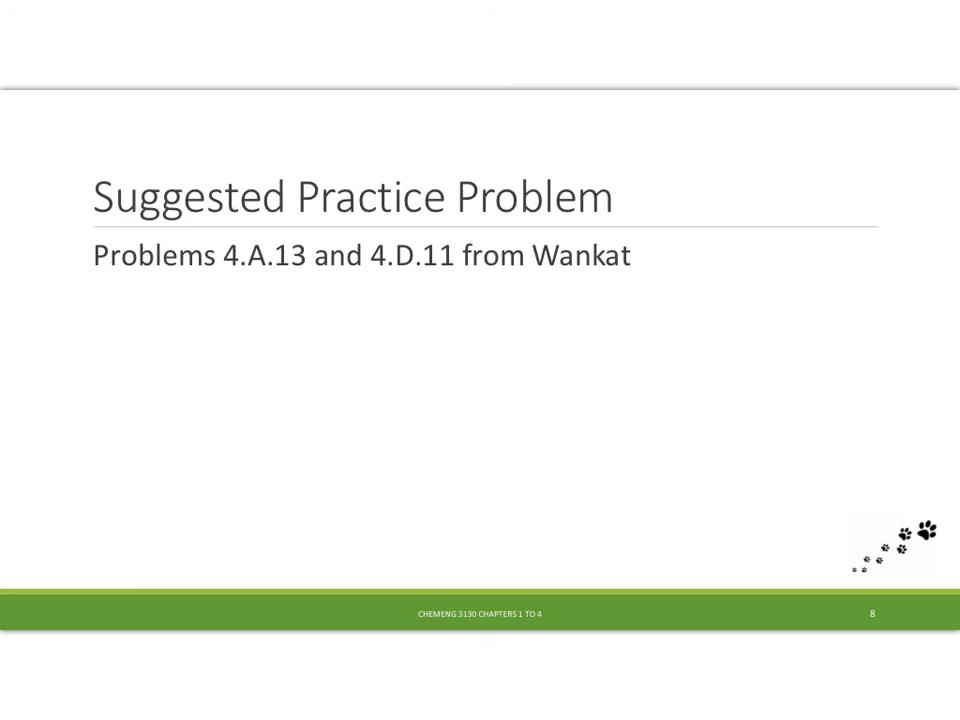 Suggested Practice Problem
Problems 4.A.13 and 4.D.11 from Wankat
CHEMENG 3130 CHAPTERS 1 TO 4
8